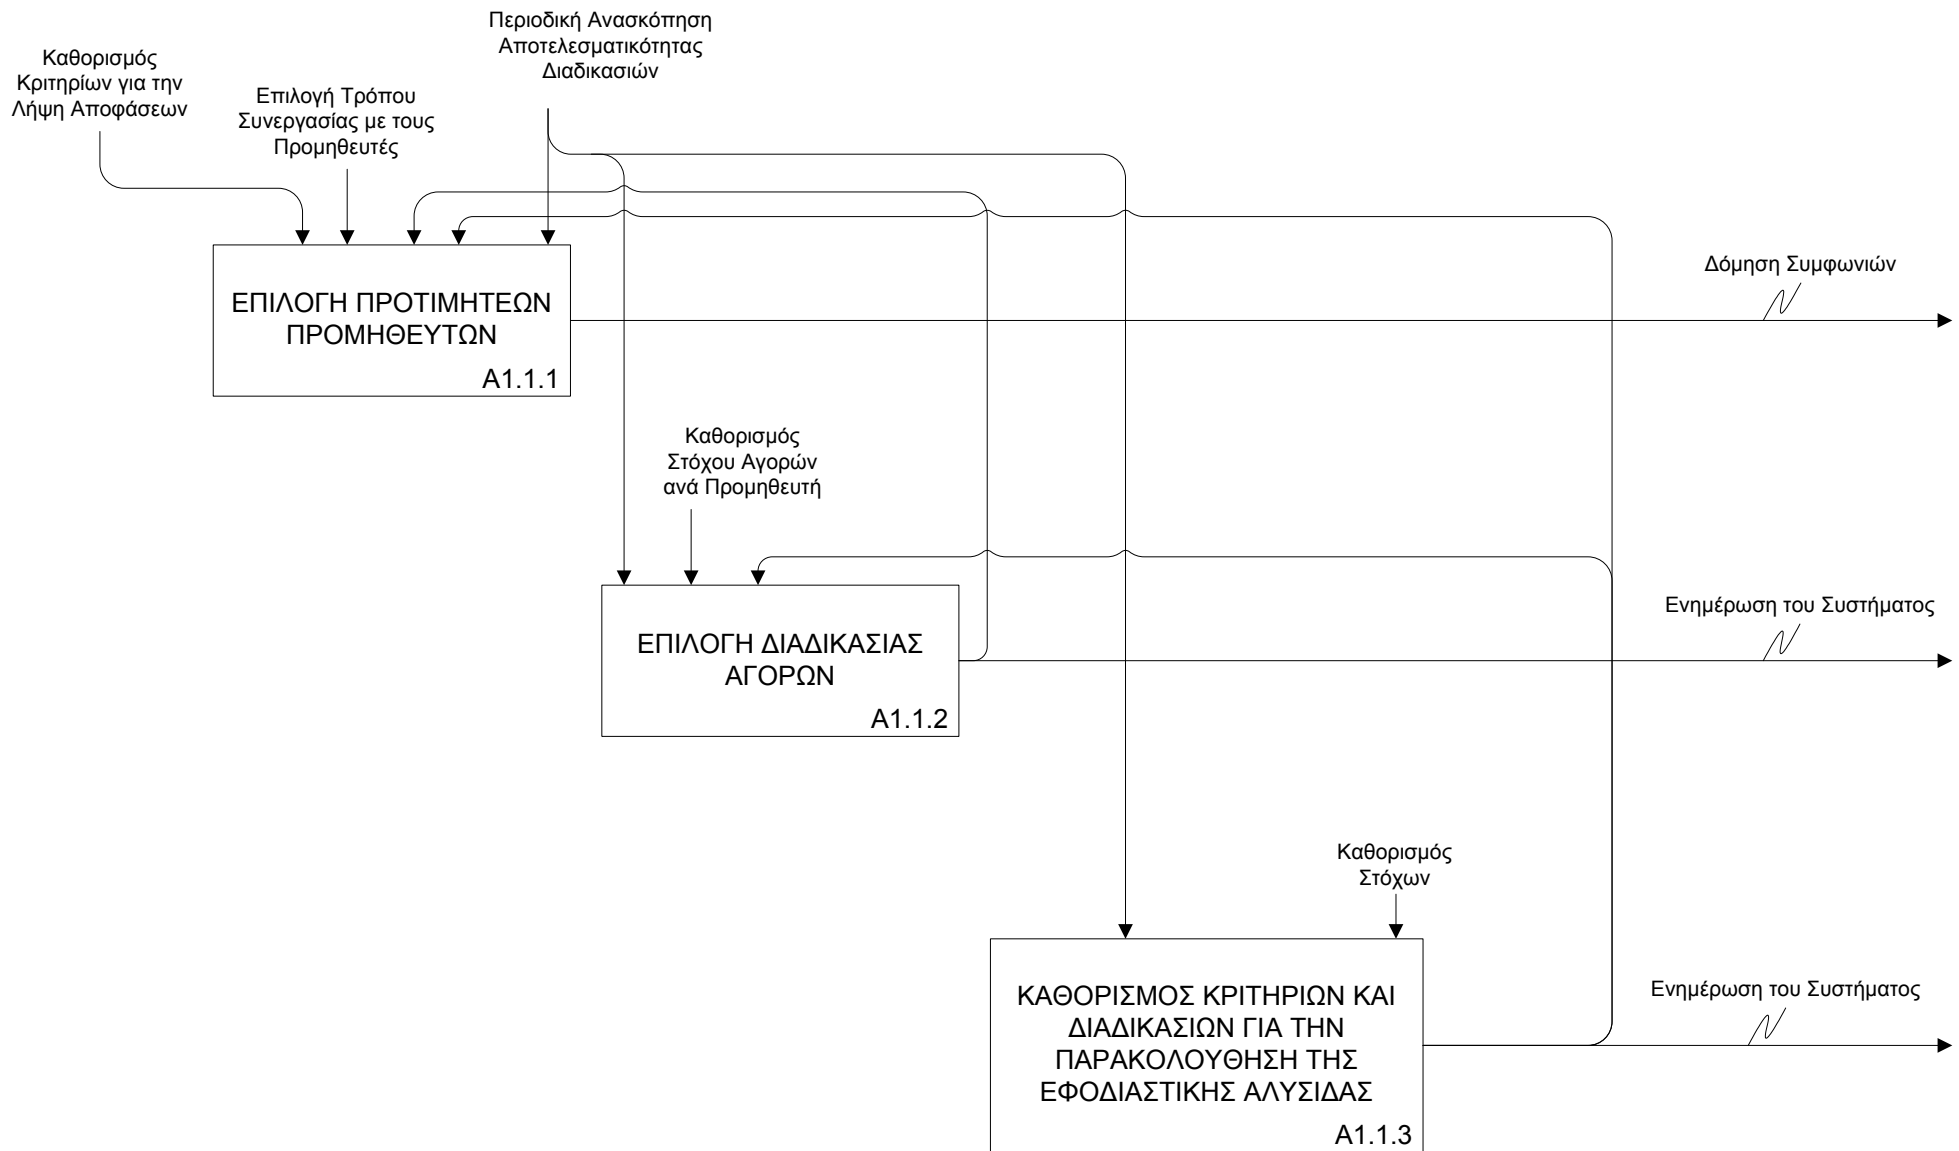 Περιοδική Ανασκόπηση
Αποτελεσματικότητας
Διαδικασιών
Καθορισμός
Κριτηρίων για την
Λήψη Αποφάσεων
Επιλογή Τρόπου
Συνεργασίας με τους
Προμηθευτές
ΕΠΙΛΟΓΗ ΠΡΟΤΙΜΗΤΕΩΝ
ΠΡΟΜΗΘΕΥΤΩΝ
A1.1.1
Δόμηση Συμφωνιών
Καθορισμός
Στόχου Αγορών
ανά Προμηθευτή
ΕΠΙΛΟΓΗ ΔΙΑΔΙΚΑΣΙΑΣ
ΑΓΟΡΩΝ
A1.1.2
Ενημέρωση του Συστήματος
Καθορισμός
Στόχων
ΚΑΘΟΡΙΣΜΟΣ ΚΡΙΤΗΡΙΩΝ ΚΑΙ
ΔΙΑΔΙΚΑΣΙΩΝ ΓΙΑ ΤΗΝ
ΠΑΡΑΚΟΛΟΥΘΗΣΗ ΤΗΣ
ΕΦΟΔΙΑΣΤΙΚΗΣ ΑΛΥΣΙΔΑΣ
A1.1.3
Ενημέρωση του Συστήματος